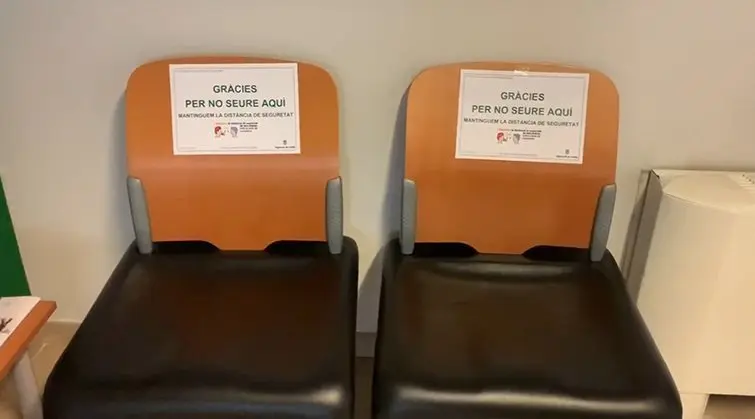 GRÀCIES
PER NO SEURE AQUÍ
MANTINGUEM LA DISTÀNCIA DE SEGURETAT
GRÀCIES
PER NO SEURE AQUÍ
MANTINGUEM LA DISTÀNCIA DE SEGURETAT